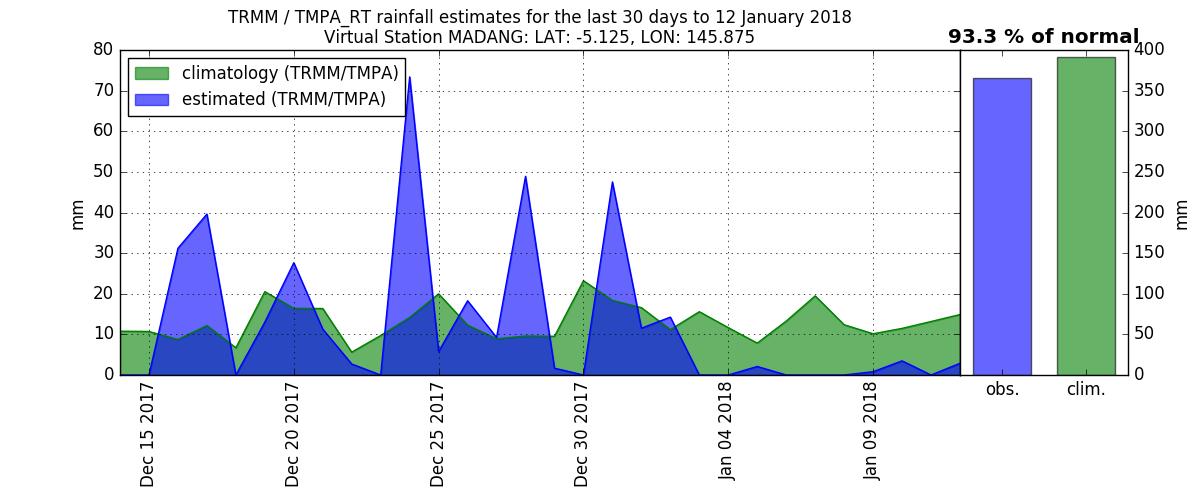 TRMM / TMPA_RT rainfall estimates for the last 30 days to 12 January 2018
Virtual Station MADANG: LAT: -5.125, LON: 145.875
93.3 % of normal
climatology (TRMM/TMPA)
estimated (TRMM/TMPA)
80
70
60
50
40
30
20
10
0
mm
Dec 15 2017
Dec 20 2017
Dec 25 2017
Dec 30 2017
Jan 04 2018
Jan 09 2018
400
350
300
250
200
150
100
50
0
mm
obs.
clim.